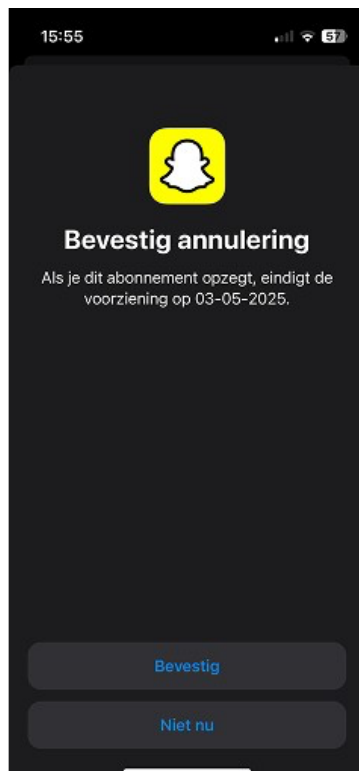 15:55
57
Bevestig annulering
Als je dit abonnement opzegt, eindigt de
voorziening op 03-05-2025.
Bevestig
Niet nu